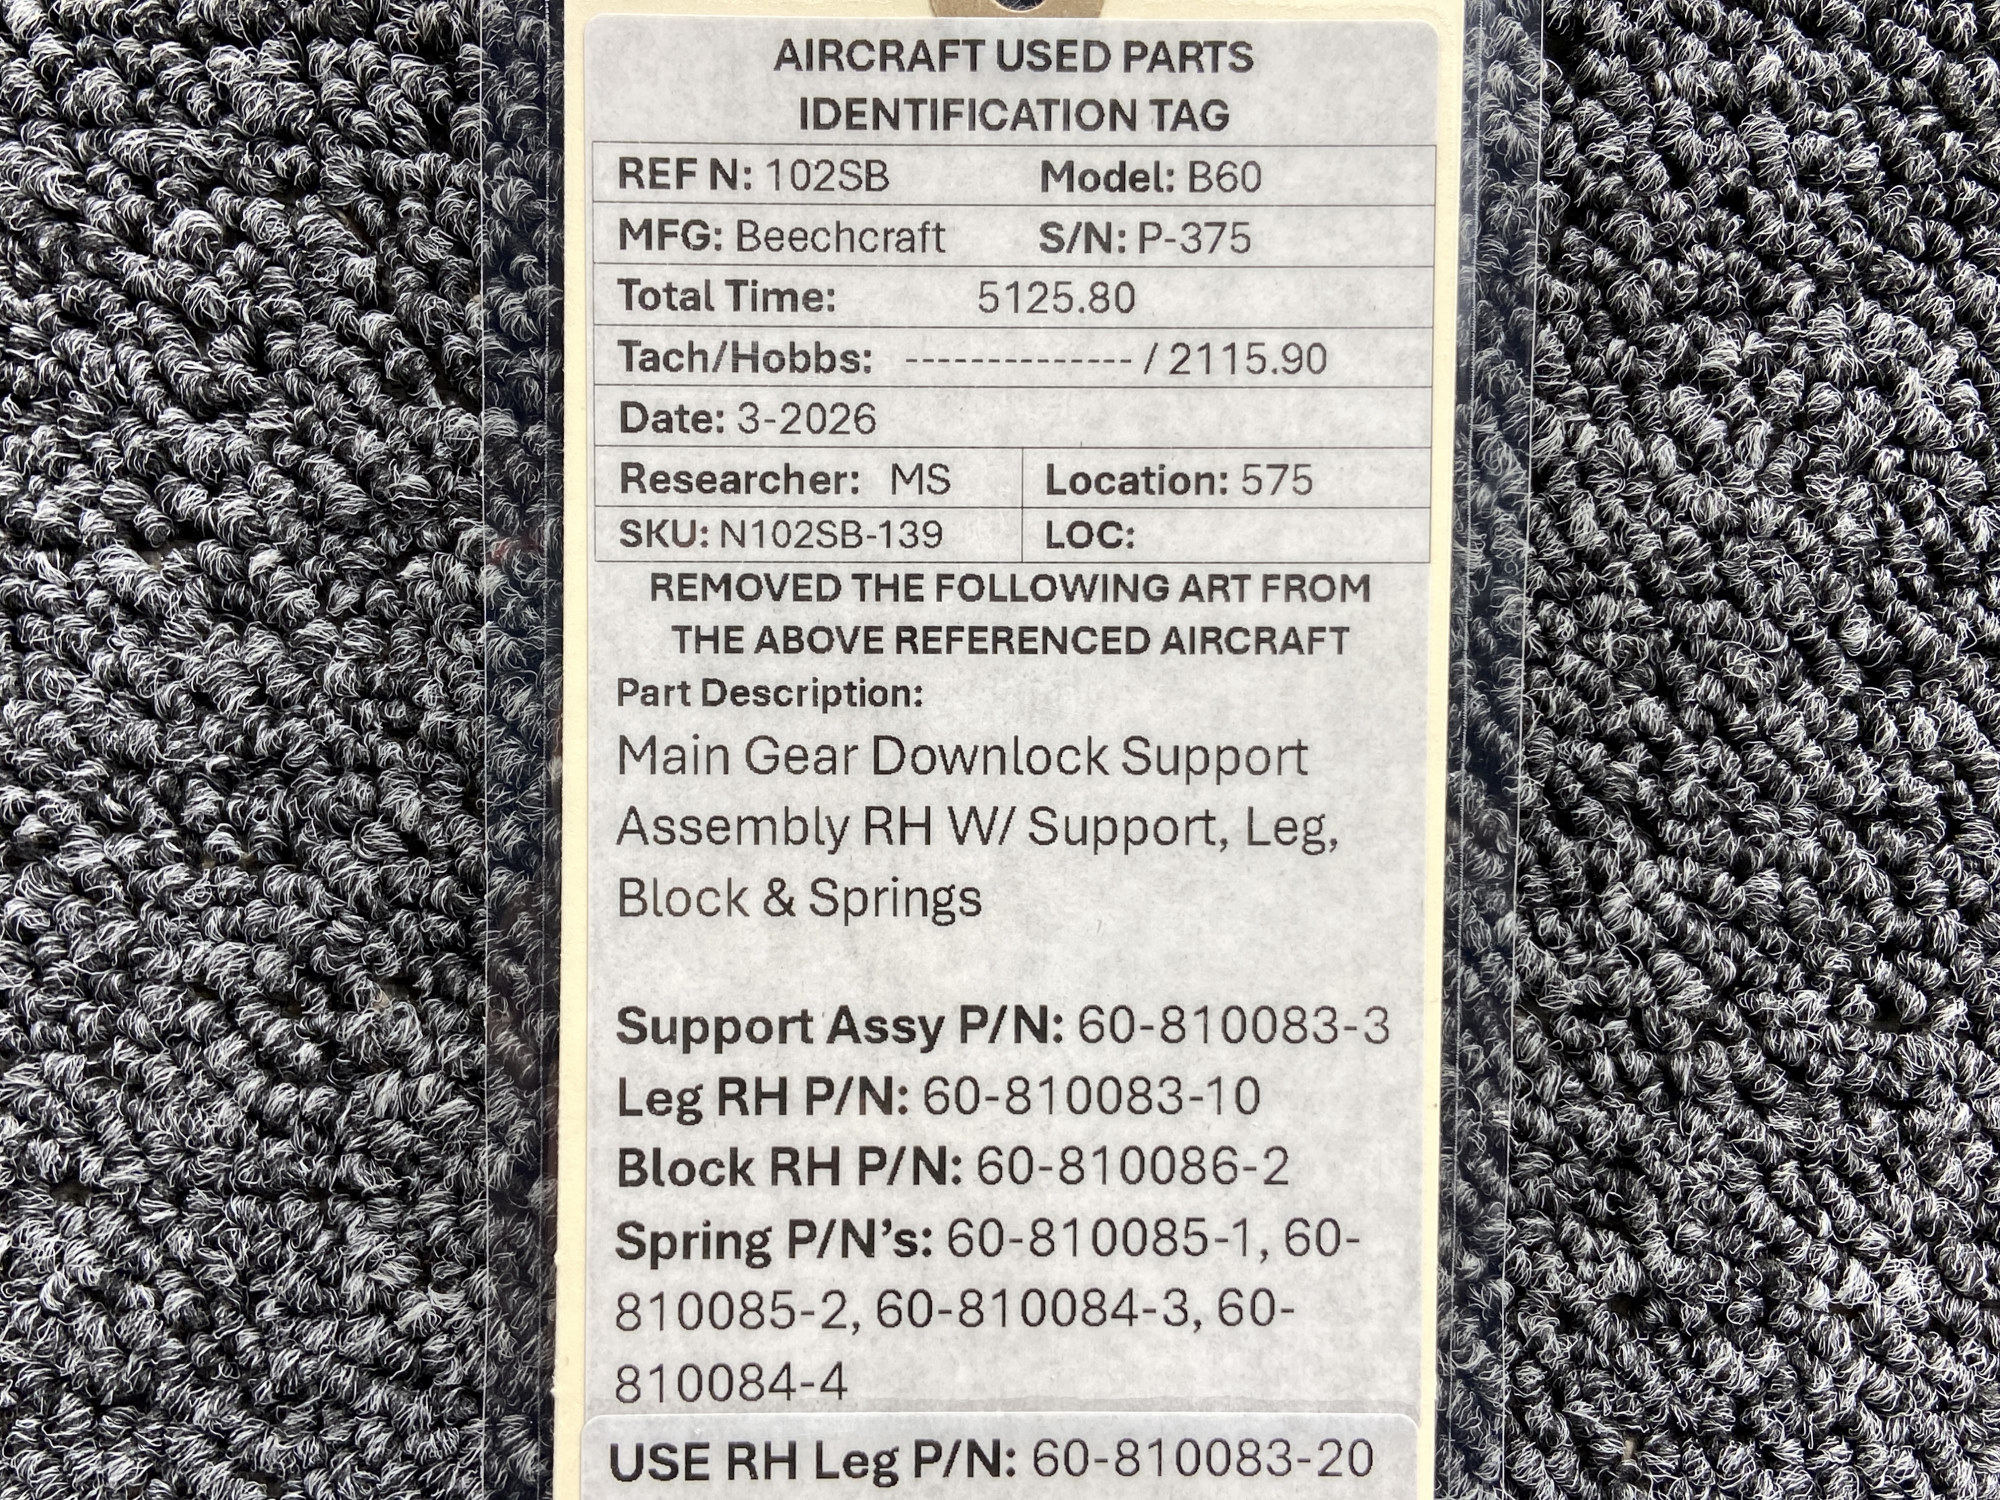 AIRCRAFT USED PARTS
IDENTIFICATION TAG
REF N: 102SB Model: B60
MFG: Beechcraft S/N: P-375
Total Time: 5125.80
Tach/Hobbs: -------------- / 2115.90
Date: 3-2026
Researcher: MS Location: 575
SKU: N102SB-139 LOC:
REMOVED THE FOLLOWING ART FROM
THE ABOVE REFERENCED AIRCRAFT
Part Description:
Main Gear Downlock Support
Assembly RH W/ Support, Leg,
Block & Springs
Support Assy P/N: 60-810083-3
Leg RH P/N: 60-810083-10
Block RH P/N: 60-810086-2
Spring P/N’s: 60-810085-1, 60-
810085-2, 60-810084-3, 60-
810084-4
USE RH Leg P/N: 60-810083-20